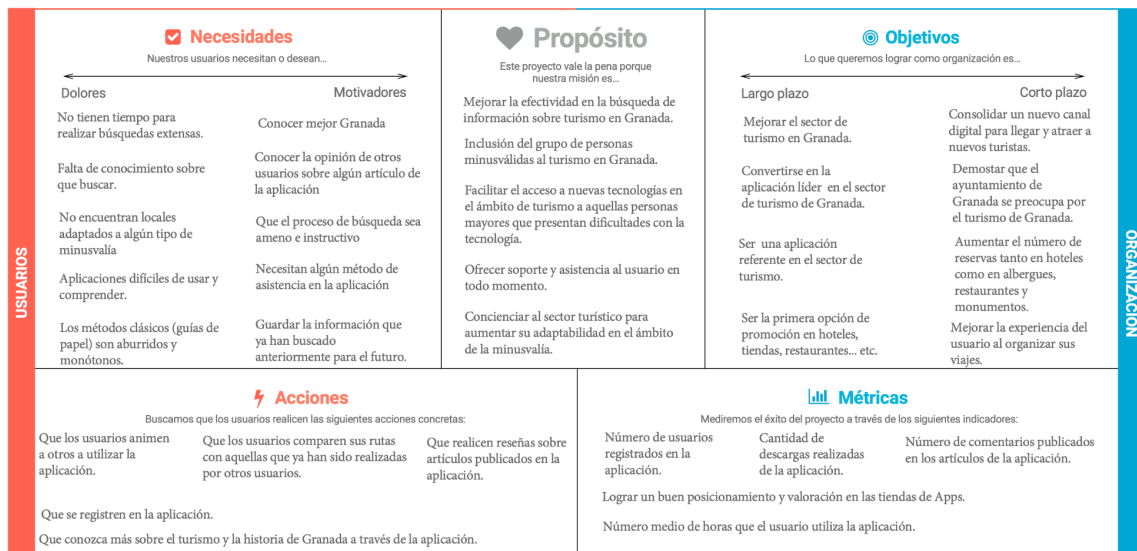 USUARIOS
Necesidades
Nuestros usuarios necesitan o desean...
Dolores
No tienen tiempo para
realizar búsquedas extensas.
Falta de conocimiento sobre
que buscar.
No encuentran locales
adaptados a algún tipo de
minusvalía
Aplicaciones difíciles de usar y
comprender.
Los métodos clásicos (guías de
papel) son aburridos y
monótonos.
Motivadores
Conocer mejor Granada
Conocer la opinión de otros
usuarios sobre algún artículo de
la aplicación
Que el proceso de búsqueda sea
ameno e instructivo
Necesitan algún método de
asistencia en la aplicación
Guardar la información que
ya han buscado
anteriormente para el futuro.
Propósito
Este proyecto vale la pena porque
nuestra misión es...
Mejorar la efectividad en la búsqueda de
información sobre turismo en Granada.
Inclusión del grupo de personas
minusválidas al turismo en Granada.
Facilitar el acceso a nuevas tecnologías en
el ámbito de turismo a aquellas personas
mayores que presentan dificultades con la
tecnología.
Ofrecer soporte y asistencia al usuario en
todo momento.
Concienciar al sector turístico para
aumentar su adaptabilidad en el ámbito
de la minusvalía.
Objetivos
Lo que queremos lograr como organización es...
Largo plazo
Mejorar el sector de
turismo en Granada.
Convertirse en la
aplicación líder en el sector
de turismo de Granada.
Ser una aplicación
referente en el sector de
turismo.
Ser la primera opción de
promoción en hoteles,
tiendas, restaurantes... etc.
Corto plazo
Consolidar un nuevo canal
digital para llegar y atraer a
nuevos turistas.
Demostar que el
ayuntamiento de
Granada se preocupa por
el turismo de Granada.
Aumentar el número de
reservas tanto en hoteles
como en albergues,
restaurantes y
monumentos.
Mejorar la experiencia del
usuario al organizar sus
viajes.
ORGANIZACIÓN
Acciones
Buscamos que los usuarios realicen las siguientes acciones concretas:
Que los usuarios animen
a otros a utilizar la
aplicación.
Que los usuarios comparen sus rutas
con aquellas que ya han sido realizadas
por otros usuarios.
Que realicen reseñas sobre
artículos publicados en la
aplicación.
Que se registren en la aplicación.
Que conozca más sobre el turismo y la historia de Granada a través de la aplicación.
Métricas
Mediremos el éxito del proyecto a través de los siguientes indicadores:
Número de usuarios
registrados en la
aplicación.
Cantidad de
descargas realizadas
de la aplicación.
Número de comentarios publicados
en los artículos de la aplicación.
Lograr un buen posicionamiento y valoración en las tiendas de Apps.
Número medio de horas que el usuario utiliza la aplicación.